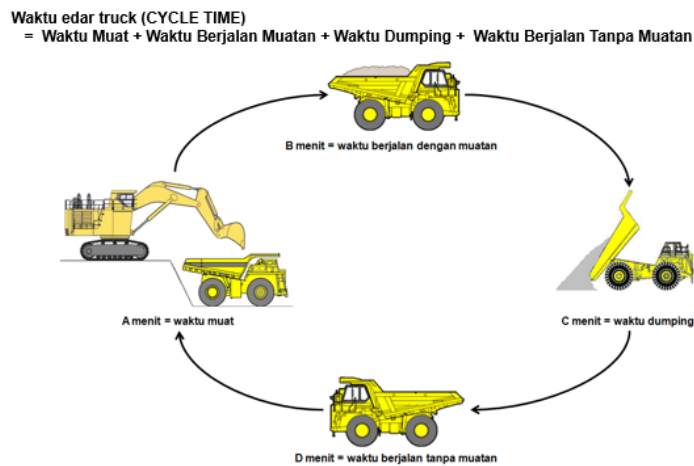 Waktu edar truck (CYCLE TIME)
= Waktu Muat + Waktu Berjalan Muatan + Waktu Dumping + Waktu Berjalan Tanpa Muatan
B menit = waktu berjalan dengan muatan
A menit = waktu muat
C menit = waktu dumping
D menit = waktu berjalan tanpa muatan